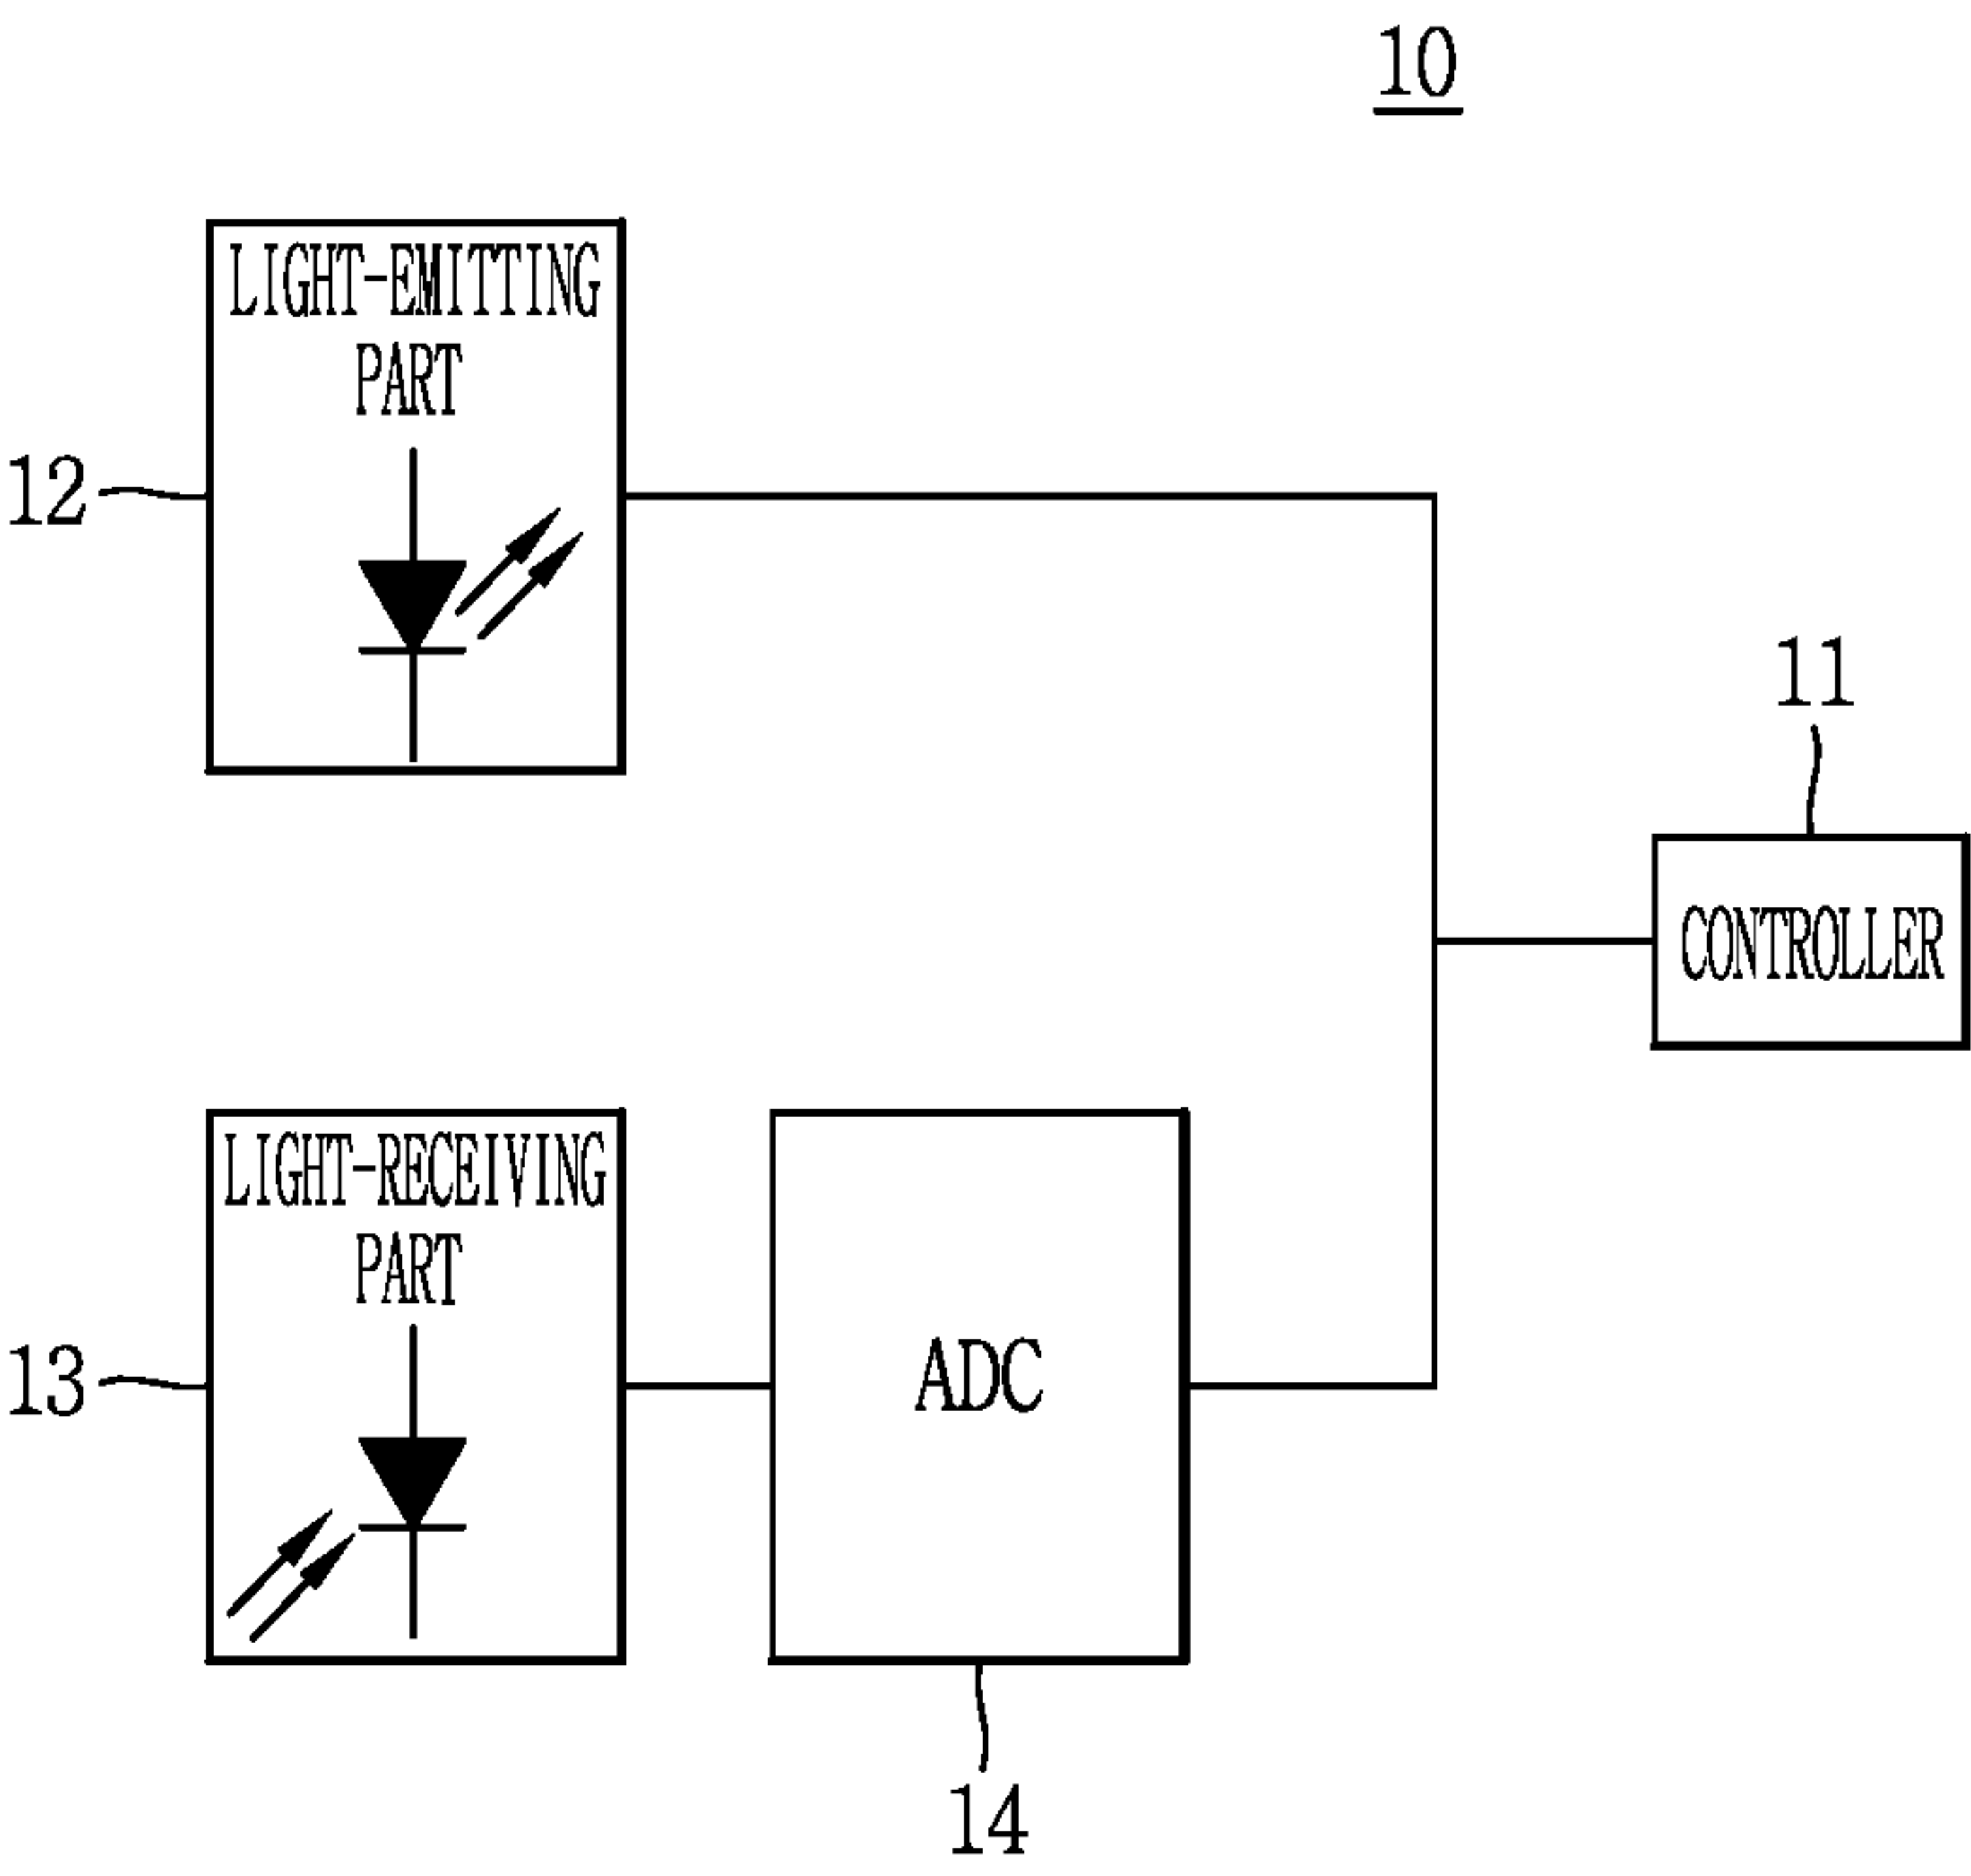 10
LIGHT-EMITTING
PART
12
11
CONTROLLER
LIGHT-RECEIVING
PART
13
ADC
14